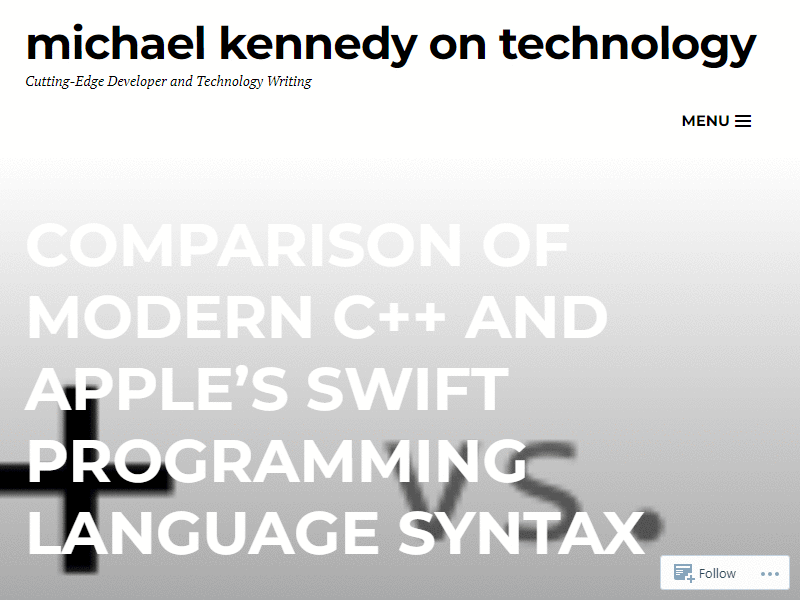 michael kennedy on technology
Cutting-Edge Developer and Technology Writing
MENU
COMPARISON OF
MODERN C++ AND
APPLE’S SWIFT
PROGRAMMING
LANGUAGE SYNTAX
+ vs.
Follow